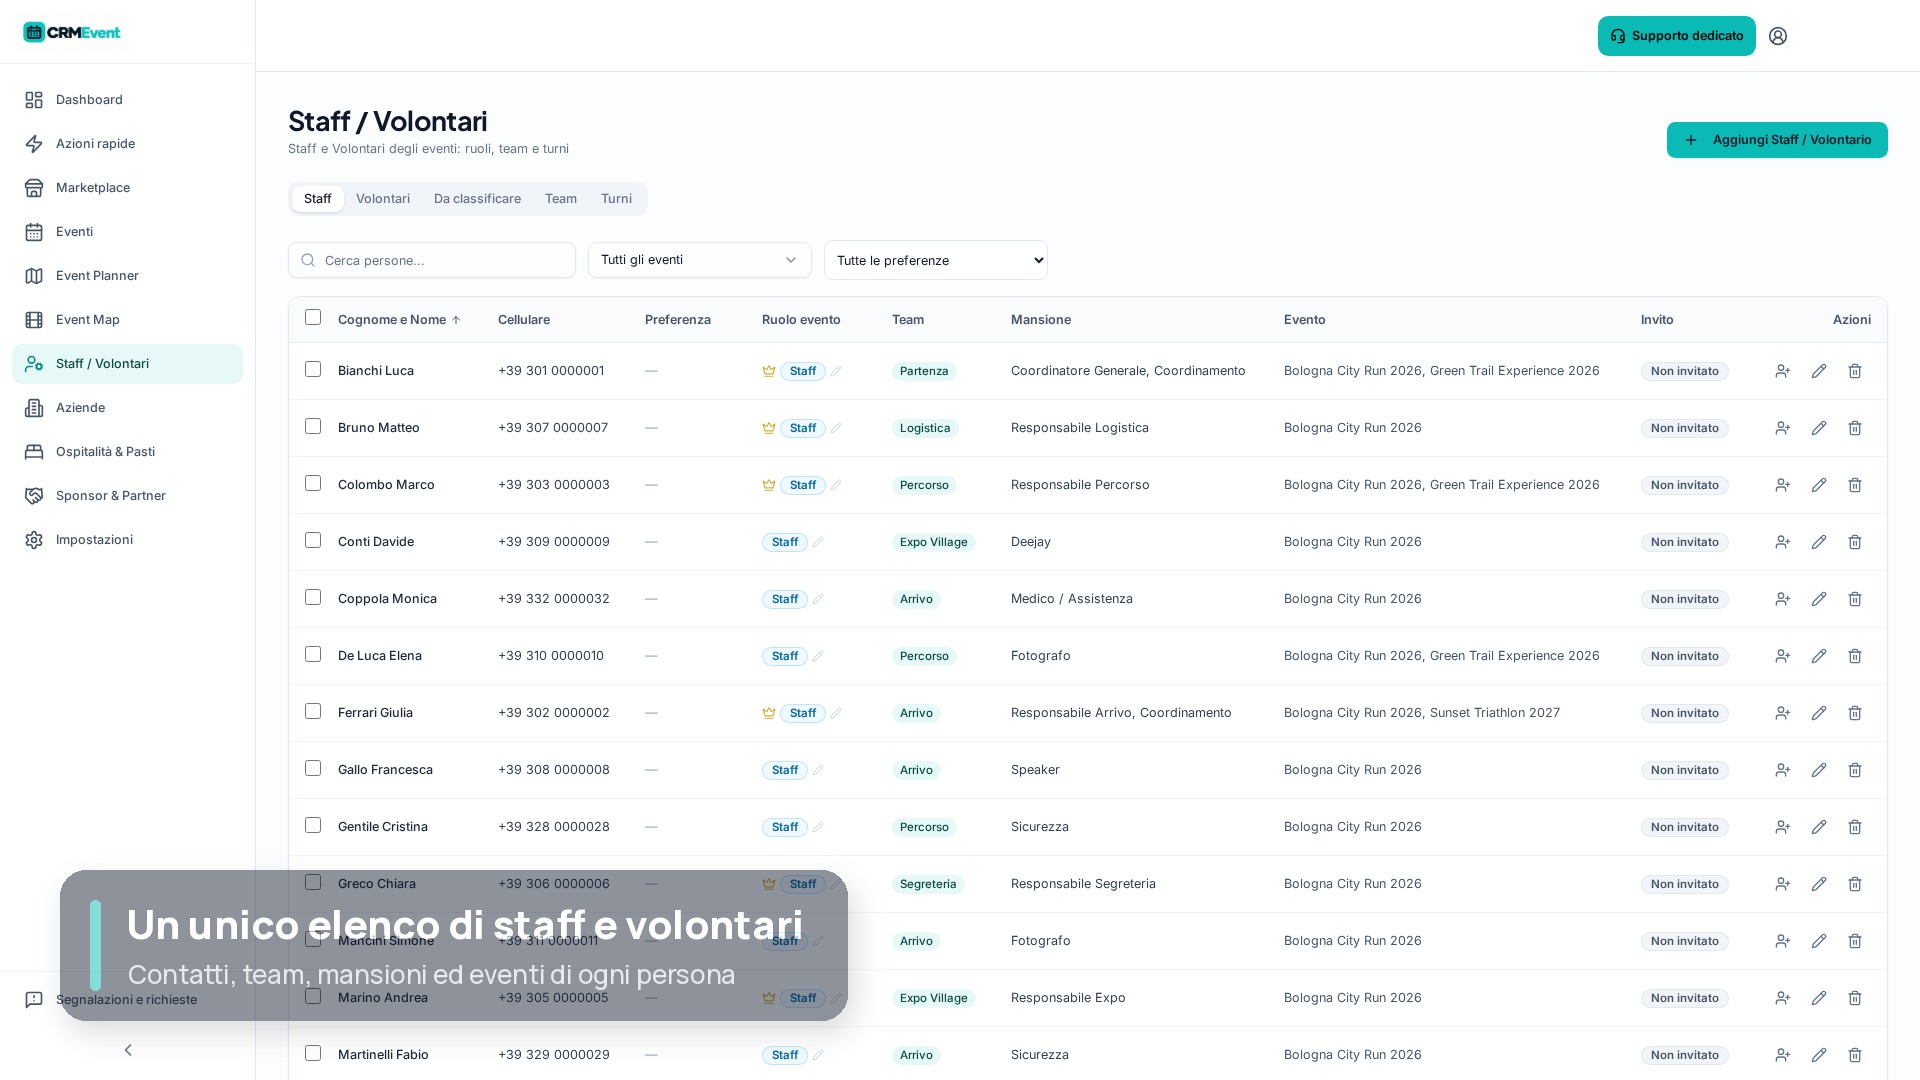 CRMEvent
Supporto dedicato
Dashboard
Azioni rapide
Marketplace
Eventi
Event Planner
Event Map
Staff / Volontari
Aziende
Ospitalità & Pasti
Sponsor & Partner
Impostazioni
Segnalazioni e richieste
Staff / Volontari
Staff e Volontari degli eventi: ruoli, team e turni
Aggiungi Staff / Volontario
Staff Volontari Da classificare Team Turni
Cerca persone... Tutti gli eventi Tutte le preferenze
Cognome e Nome Cellulare Preferenza Ruolo evento Team Mansione Evento Invito Azioni
Bianchi Luca +39 301 0000001 — Staff Partenza Coordinatore Generale, Coordinamento Bologna City Run 2026, Green Trail Experience 2026 Non invitato
Bruno Matteo +39 307 0000007 — Staff Logistica Responsabile Logistica Bologna City Run 2026 Non invitato
Colombo Marco +39 303 0000003 — Staff Percorso Responsabile Percorso Bologna City Run 2026, Green Trail Experience 2026 Non invitato
Conti Davide +39 309 0000009 — Staff Expo Village Deejay Bologna City Run 2026 Non invitato
Coppola Monica +39 332 0000032 — Staff Arrivo Medico / Assistenza Bologna City Run 2026 Non invitato
De Luca Elena +39 310 0000010 — Staff Percorso Fotografo Bologna City Run 2026, Green Trail Experience 2026 Non invitato
Ferrari Giulia +39 302 0000002 — Staff Arrivo Responsabile Arrivo, Coordinamento Bologna City Run 2026, Sunset Triathlon 2027 Non invitato
Gallo Francesca +39 308 0000008 — Staff Arrivo Speaker Bologna City Run 2026 Non invitato
Gentile Cristina +39 328 0000028 — Staff Percorso Sicurezza Bologna City Run 2026 Non invitato
Greco Chiara +39 306 0000006 — Staff Segreteria Responsabile Segreteria Bologna City Run 2026 Non invitato
Mancini Simone +39 311 0000011 Staff Arrivo Fotografo Bologna City Run 2026 Non invitato
Marino Andrea +39 305 0000005 — Staff Expo Village Responsabile Expo Bologna City Run 2026 Non invitato
Martinelli Fabio +39 329 0000029 — Staff Arrivo Sicurezza Bologna City Run 2026 Non invitato
Un unico elenco di staff e volontari
Contatti, team, mansioni ed eventi di ogni persona